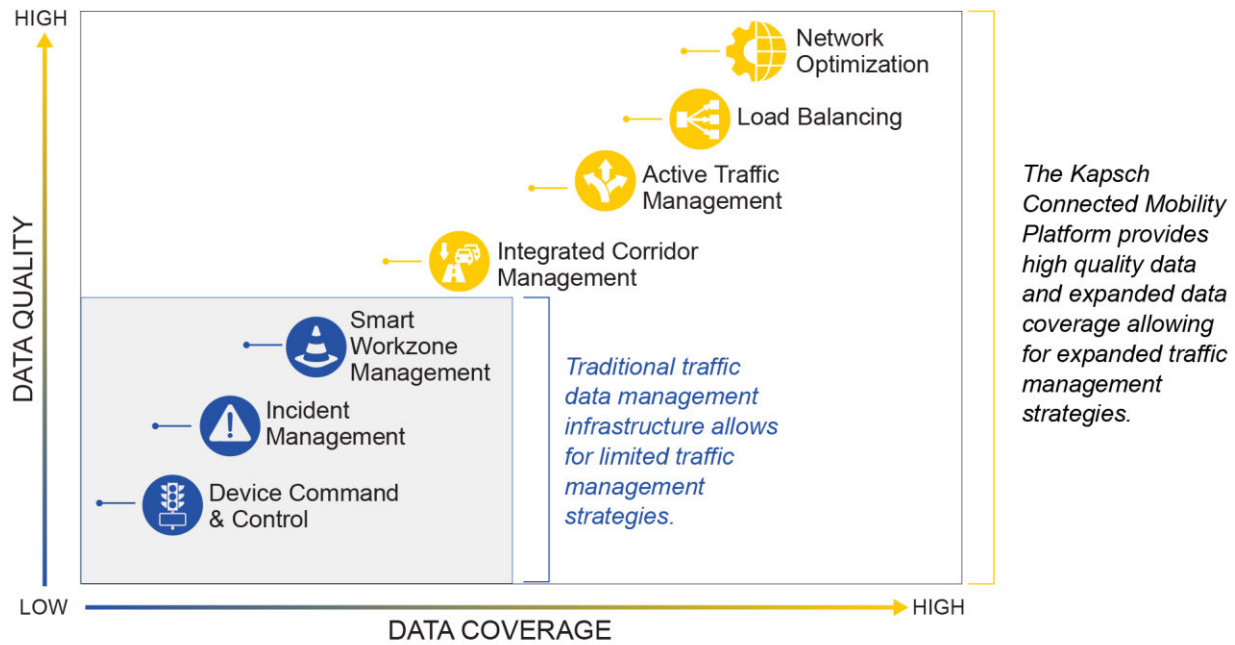 HIGH
DATA QUALITY
LOW
Network
Optimization
Load Balancing
Active Traffic
Management
Integrated Corridor
Management
Smart
Workzone
Management
Incident
Management
Device Command
& Control
Traditional traffic
data management
infrastructure allows
for limited traffic
management
strategies.
The Kapsch
Connected Mobility
Platform provides
high quality data
and expanded data
coverage allowing
for expanded traffic
management
strategies.
HIGH
DATA COVERAGE